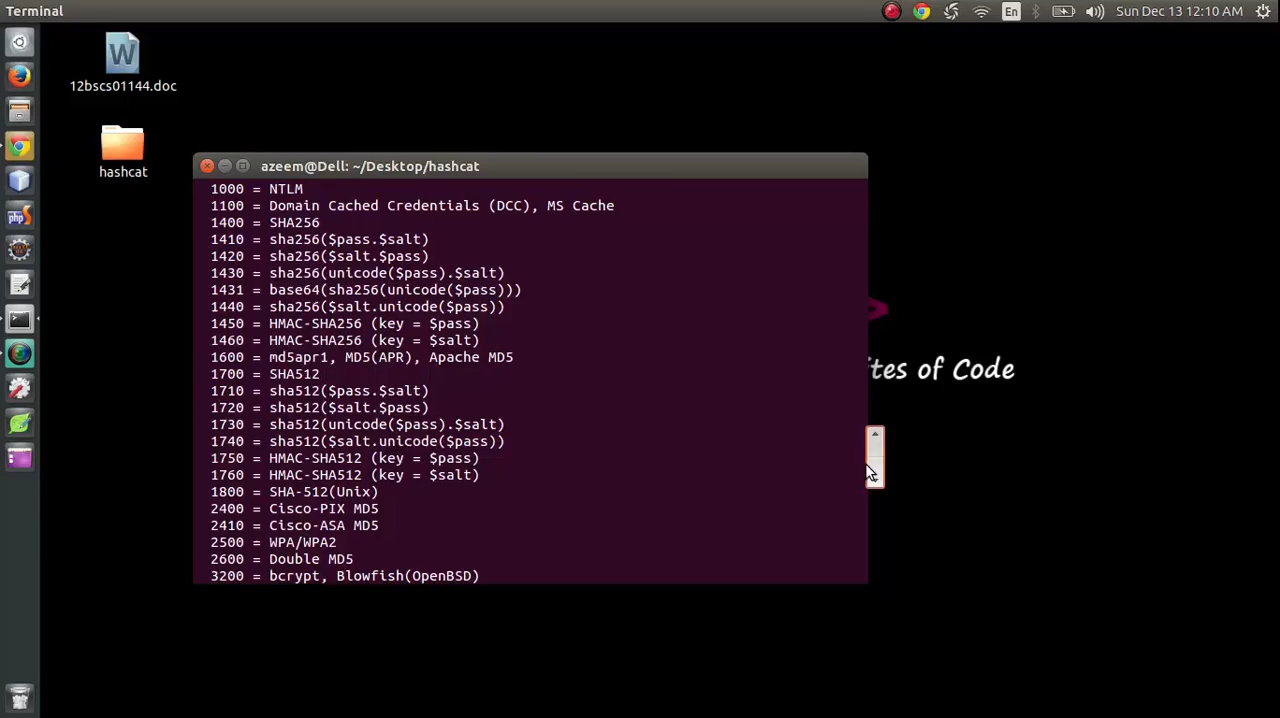 Terminal
En
Sun Dec 13 12:10 AM
W
12bscs01144.doc
hashcat
php
azeem@Dell: ~/Desktop/hashcat
1000 = NTLM
1100 = Domain Cached Credentials (DCC), MS Cache
1400 = SHA256
1410 = sha256($pass.$salt)
1420 = sha256($salt.$pass)
1430 = sha256(unicode($pass).$salt)
1431 = base64(sha256(unicode($pass)))
1440 = sha256($salt.unicode($pass))
1450 = HMAC-SHA256 (key = $pass)
1460 = HMAC-SHA256 (key = $salt)
1600 = md5apr1, MD5(APR), Apache MD5
1700 = SHA512
1710 = sha512($pass.$salt)
1720 = sha512($salt.$pass)
1730 = sha512(unicode($pass).$salt)
1740 = sha512($salt.unicode($pass))
1750 = HMAC-SHA512 (key = $pass)
1760 = HMAC-SHA512 (key = $salt)
1800 = SHA-512(Unix)
2400 = Cisco-PIX MD5
2410 = Cisco-ASA MD5
2500 = WPA/WPA2
2600 = Double MD5
3200 = bcrypt, Blowfish(OpenBSD)
ites of Code